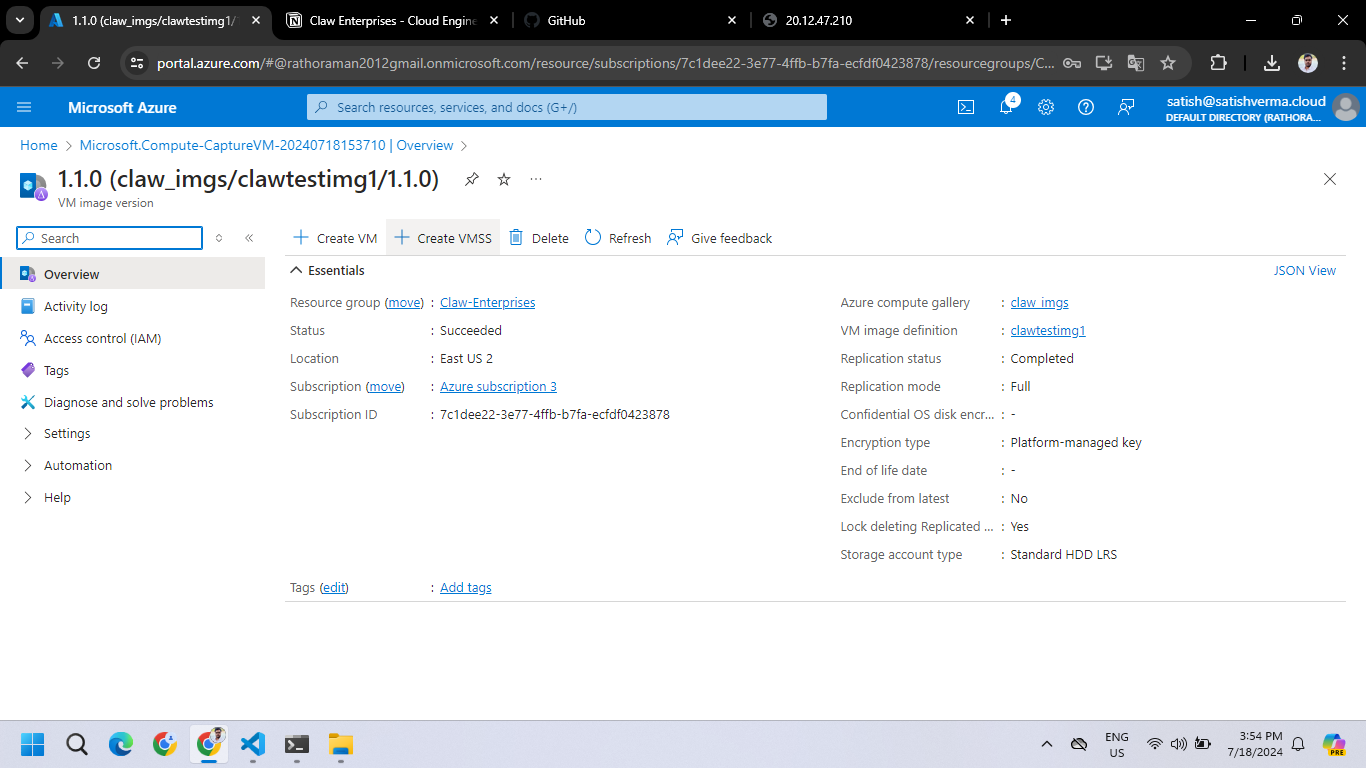 1.1.0 (claw_imgs/clawtestimg1/
Claw Enterprises - Cloud Engine
GitHub
20.12.47.210
portal.azure.com/#@rathoraman2012gmail.onmicrosoft.com/resource/subscriptions/7c1dee22-3e77-4ffb-b7fa-ecfdf0423878/resourcegroups/C...
Microsoft Azure
Search resources, services, and docs (G+/)
4
satish@satishverma.cloud
DEFAULT DIRECTORY (RATHORA...
Home > Microsoft.Compute-CaptureVM-20240718153710 | Overview >
1.1.0 (claw_imgs/clawtestimg1/1.1.0) ...
VM image version
Search
Create VM
Create VMSS
Delete
Refresh
Give feedback
Overview
Activity log
Access control (IAM)
Tags
Diagnose and solve problems
Settings
Automation
Help
Essentials
JSON View
Resource group (move) : Claw-Enterprises
Status : Succeeded
Location : East US 2
Subscription (move) : Azure subscription 3
Subscription ID : 7c1dee22-3e77-4ffb-b7fa-ecfdf0423878
Azure compute gallery : claw_imgs
VM image definition : clawtestimg1
Replication status : Completed
Replication mode : Full
Confidential OS disk encr... : -
Encryption type : Platform-managed key
End of life date : -
Exclude from latest : No
Lock deleting Replicated ... : Yes
Storage account type : Standard HDD LRS
Tags (edit) : Add tags
ENG
US
3:54 PM
7/18/2024
PRE